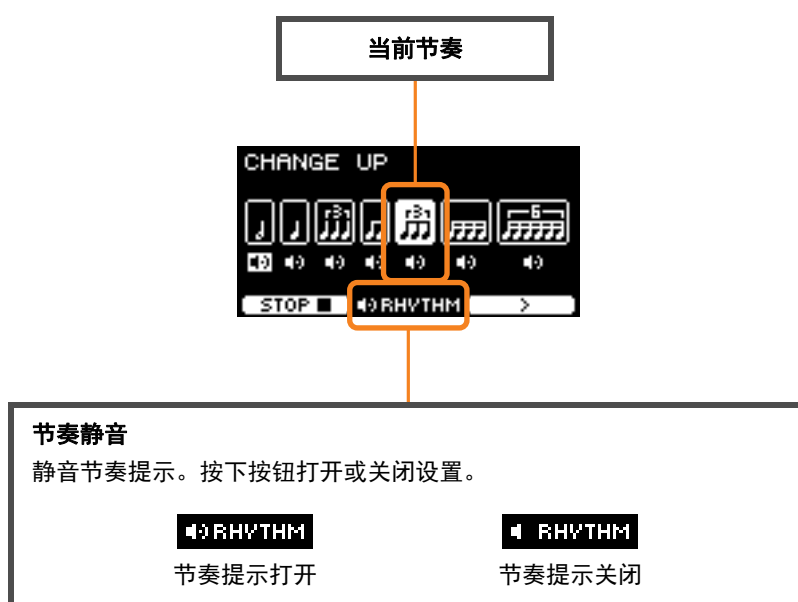 当前节奏
CHANGE UP
3 3 6
STOP ■ RHYTHM >
节奏静音
静音节奏提示。按下按钮打开或关闭设置。
RHYTHM RHYTHM
节奏提示打开 节奏提示关闭